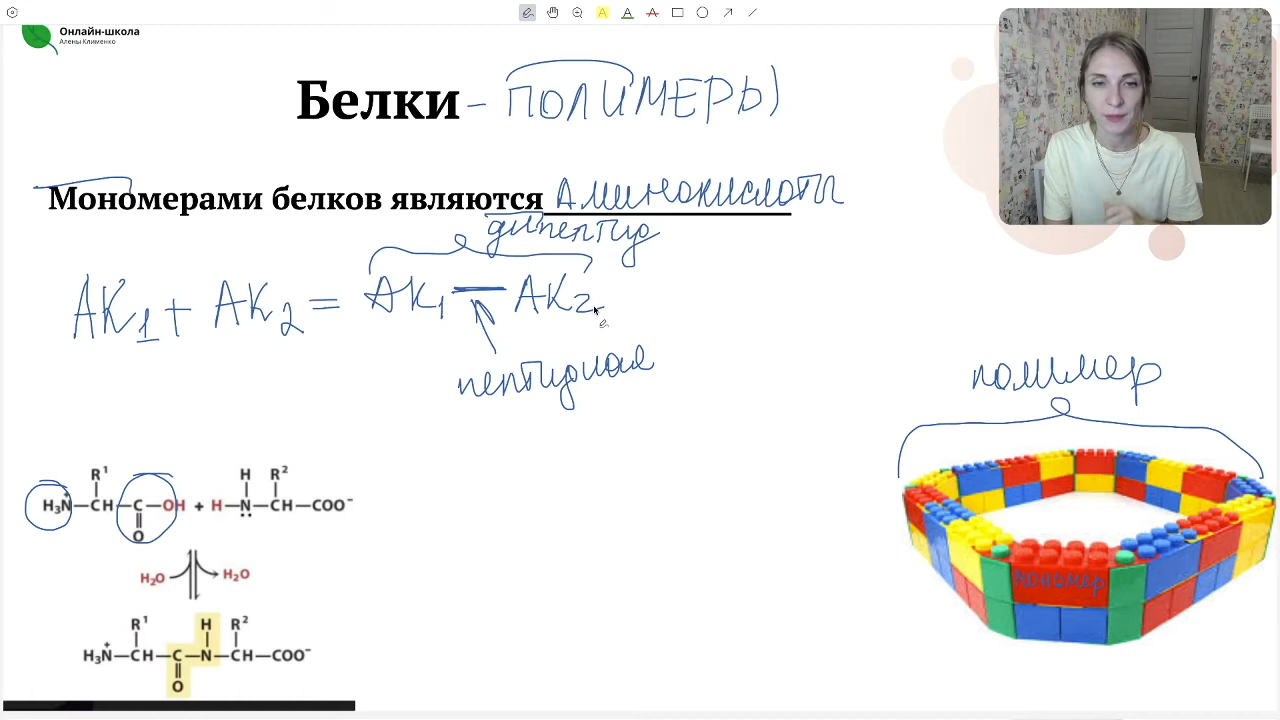 Онлайн-школа
Алены Клименко
Белки - ПОЛИМЕРЫ
Мономерами белков являются Аминокислоты
дипептид
АК1 + АК2 = АК1 — АК2
пептидная
полимер
мономер
R¹ H R²
H₃N⁺—CH—C—OH + H—N—CH—COO⁻
O
H₂O H₂O
R¹ H R²
H₃N⁺—CH—C—N—CH—COO⁻
O